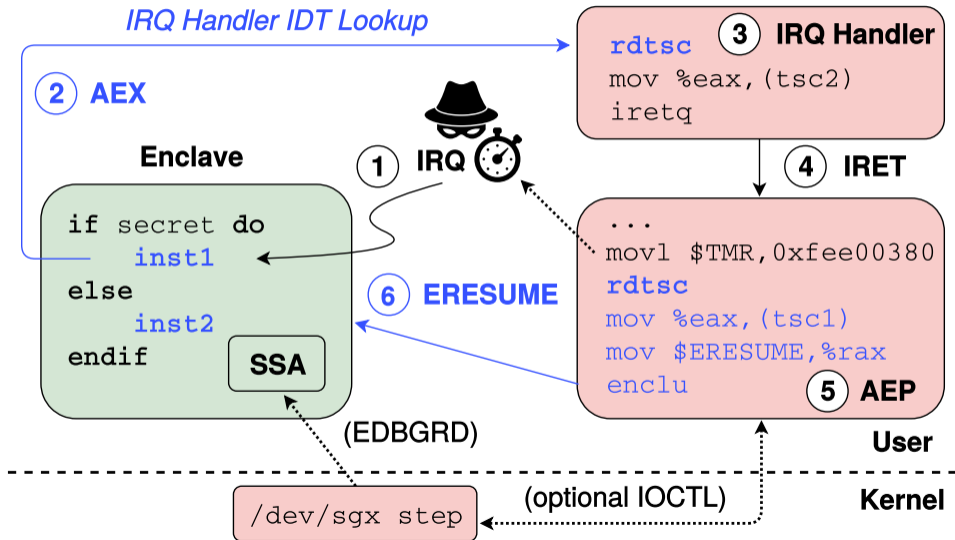 IRQ Handler IDT Lookup
2 AEX
Enclave
1 IRQ
3 IRQ Handler
rdtsc
mov %eax,(tsc2)
iretq
4 IRET
if secret do
inst1
else
inst2
endif
SSA
6 ERESUME
...
movl $TMR,0xfee00380
rdtsc
mov %eax,(tsc1)
mov $ERESUME,%rax
enclu
5 AEP
(EDBGRD)
User
/dev/sgx step
(optional IOCTL)
Kernel